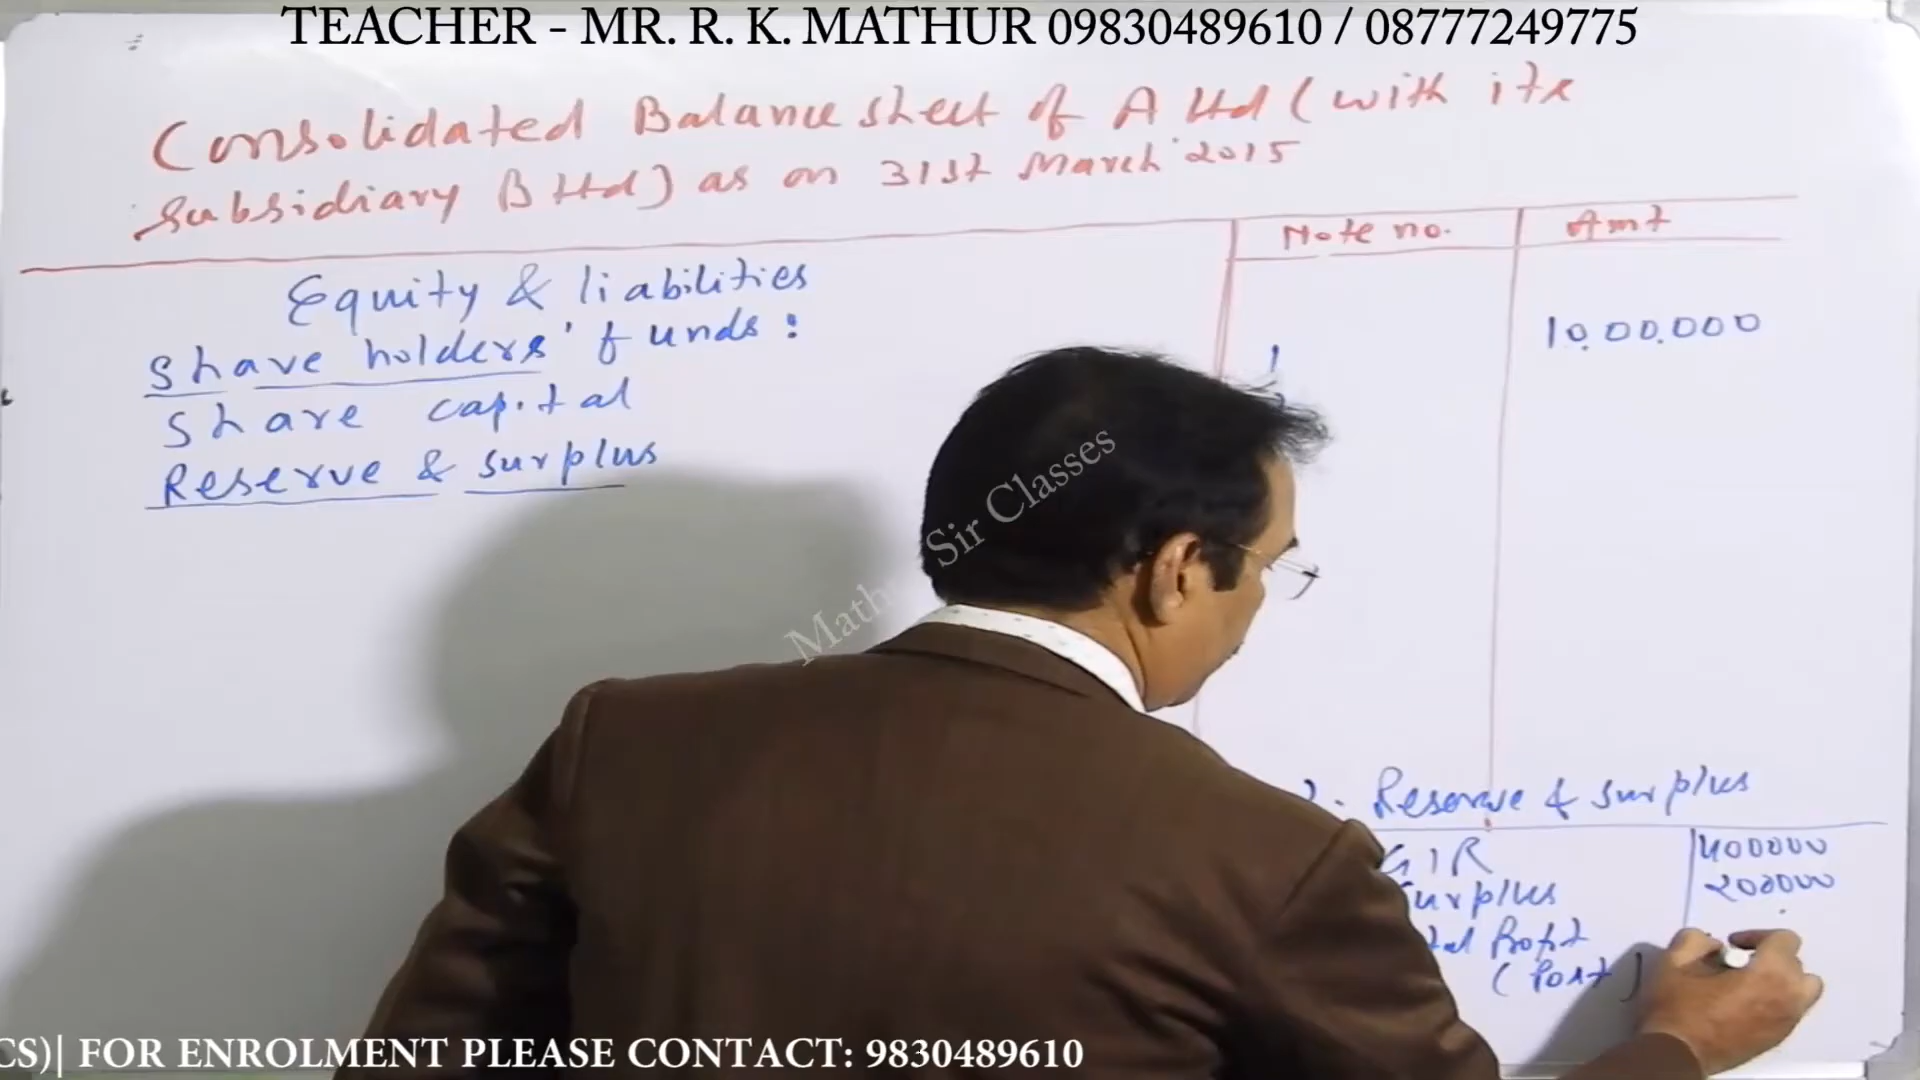 TEACHER - MR. R. K. MATHUR 09830489610 / 08777249775
Consolidated Balance sheet of A Ltd (with its
subsidiary B Ltd) as on 31st March 2015
Note no. Amt
Equity & liabilities
Share holders' funds:
10,00,000
1
Share capital
Reserve & surplus
Sir Classes
2. Reserve & surplus
G/R 400000
Surplus 200000
Profit
(Post)
CS)| FOR ENROLMENT PLEASE CONTACT: 9830489610